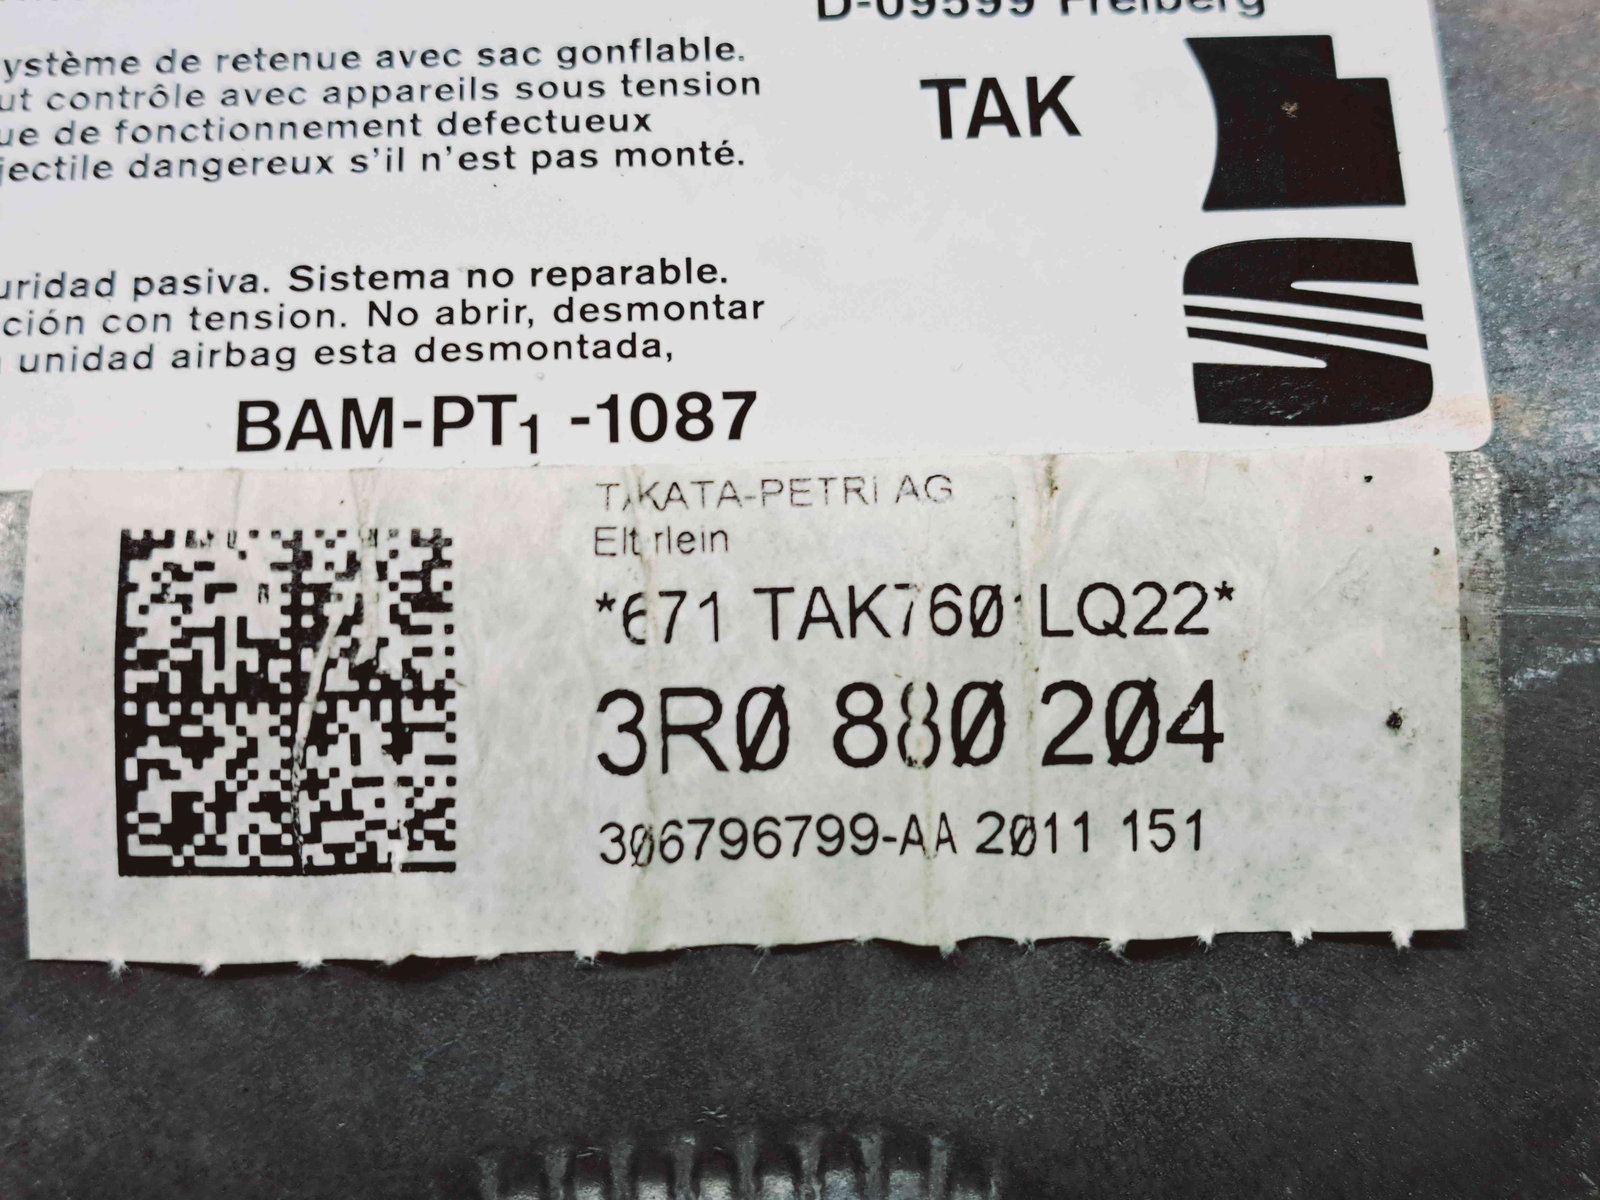 D-09599 Freiberg
ystème de retenue avec sac gonflable.
ut contrôle avec appareils sous tension
ue de fonctionnement defectueux
jectile dangereux s'il n'est pas monté.
TAK
uridad pasiva. Sistema no reparable.
ción con tension. No abrir, desmontar
unidad airbag esta desmontada,
BAM-PT1 -1087
TAKATA-PETRI AG
Elterlein
*671 TAK7601LQ22*
3R0 880 204
306796799-AA 2011 151